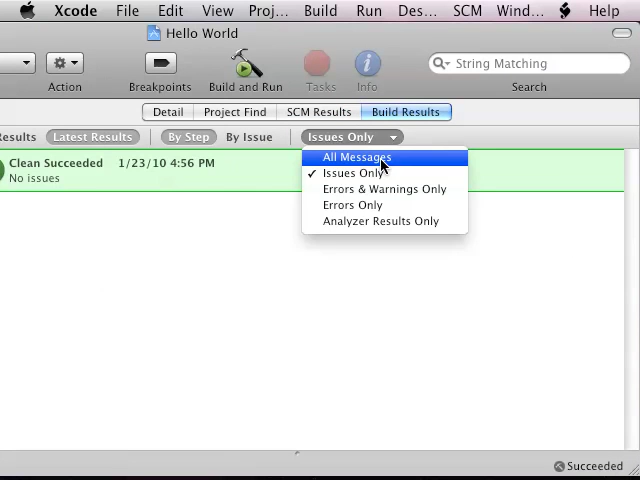 Xcode File Edit View Proj... Build Run Des... SCM Wind... Help
Hello World
String Matching
Action Breakpoints Build and Run Tasks Info Search
Detail Project Find SCM Results Build Results
Results Latest Results By Step By Issue Issues Only
Clean Succeeded 1/23/10 4:56 PM
No issues
All Messages
✓ Issues Only
Errors & Warnings Only
Errors Only
Analyzer Results Only
Succeeded